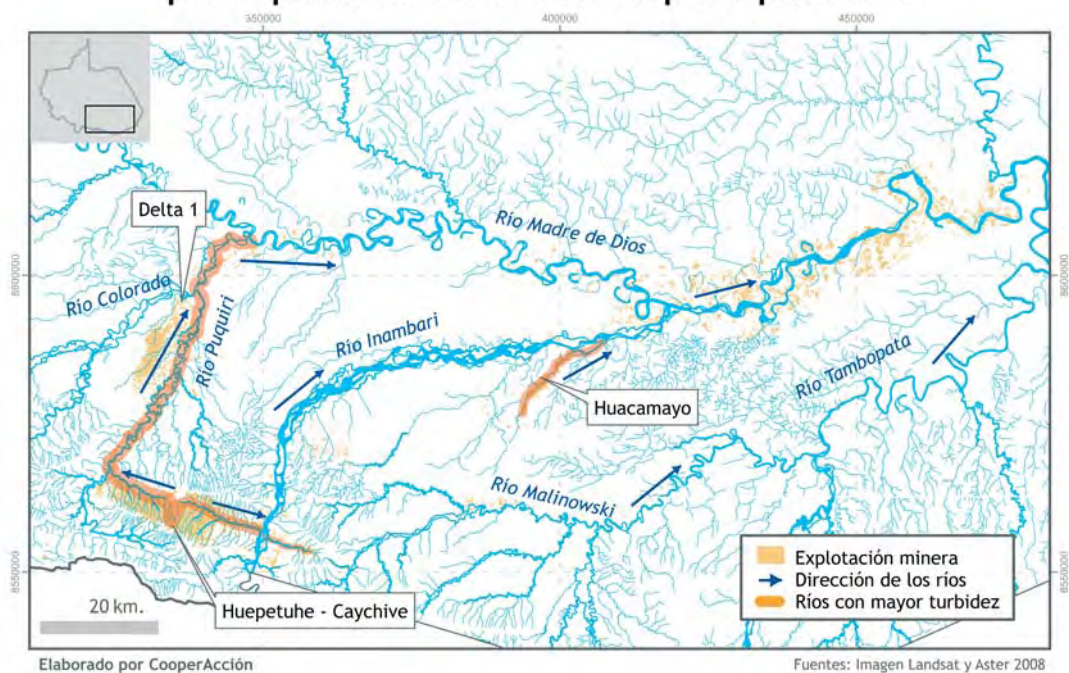 350000
400000
450000
Delta 1
Río Madre de Dios
8600000
8600000
Río Colorado
Río Puquiri
Río Inambari
Río Tambopata
Huacamayo
Río Malinowski
Explotación minera
Dirección de los ríos
Ríos con mayor turbidez
8550000
8550000
20 km.
Huepetuhe - Caychive
Elaborado por CooperAcción
Fuentes: Imagen Landsat y Aster 2008